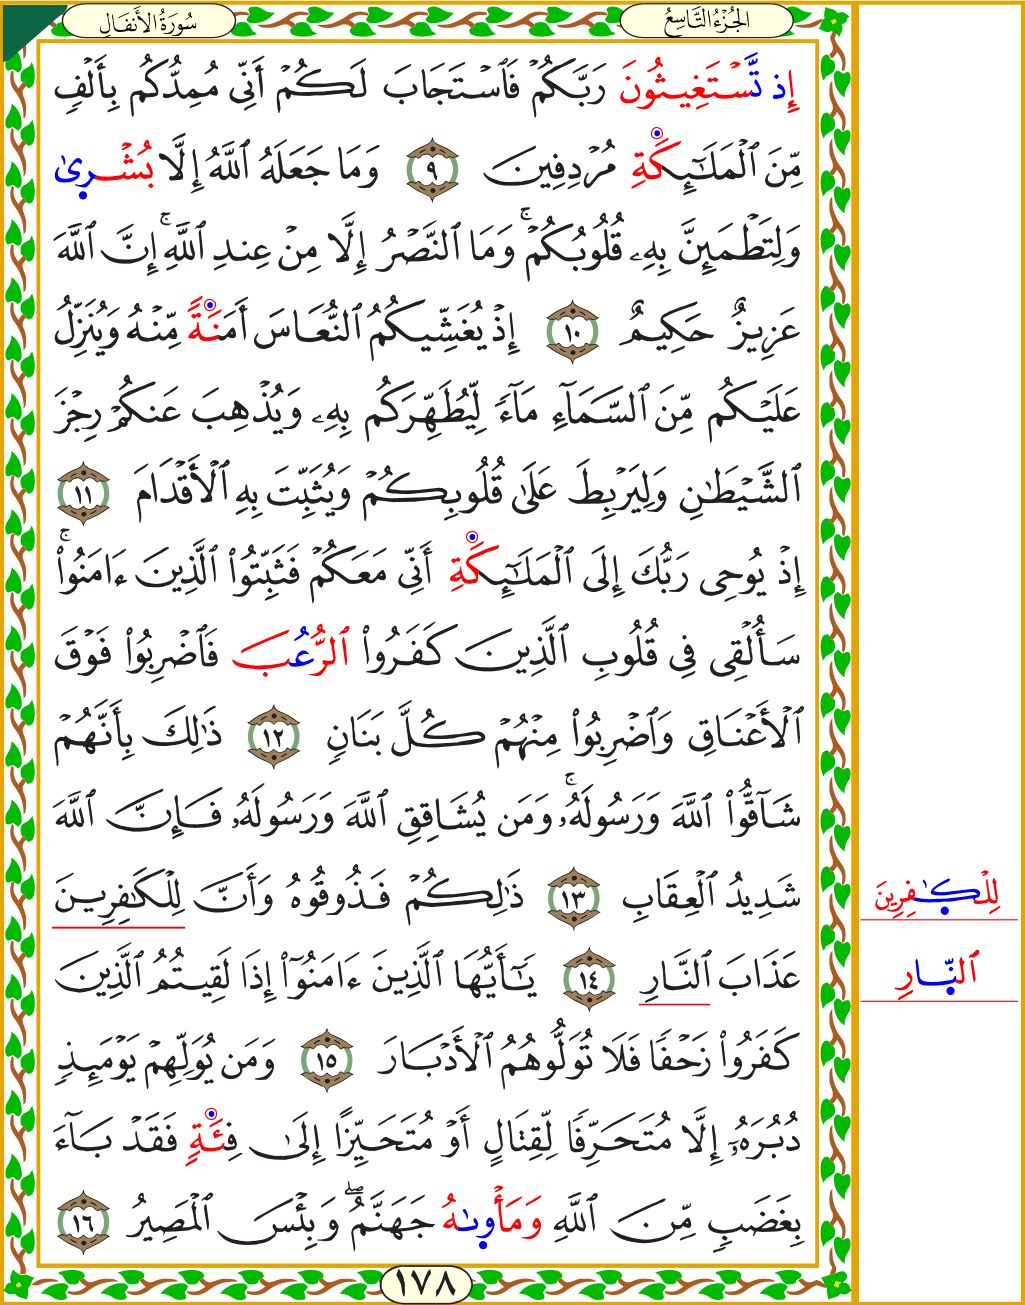 سُورَةُ الأَنفَالِ
الجُزْءُ التَّاسِعُ
إِذ تَّسْتَغِيثُونَ رَبَّكُمْ فَٱسْتَجَابَ لَكُمْ أَنِّي مُمِدُّكُم بِأَلْفٍ
مِّنَ ٱلْمَلَٰٓئِكَةِ مُرْدِفِينَ ٩ وَمَا جَعَلَهُ ٱللَّهُ إِلَّا بُشْرٜىٰ
وَلِتَطْمَئِنَّ بِهِۦ قُلُوبُكُمْۚ وَمَا ٱلنَّصْرُ إِلَّا مِنْ عِندِ ٱللَّهِۚ إِنَّ ٱللَّهَ
عَزِيزٌ حَكِيمٌ ١٠ إِذْ يُغَشِّيكُمُ ٱلنُّعَاسَ أَمَنَةً مِّنْهُ وَيُنَزِّلُ
عَلَيْكُم مِّنَ ٱلسَّمَآءِ مَآءً لِّيُطَهِّرَكُم بِهِۦ وَيُذْهِبَ عَنكُمْ رِجْزَ
ٱلشَّيْطَٰنِ وَلِيَرْبِطَ عَلَىٰ قُلُوبِكُمْ وَيُثَبِّتَ بِهِ ٱلْأَقْدَامَ ١١
إِذْ يُوحِي رَبُّكَ إِلَى ٱلْمَلَٰٓئِكَةِ أَنِّي مَعَكُمْ فَثَبِّتُوا۟ ٱلَّذِينَ ءَامَنُوا۟ۚ
سَأُلْقِي فِي قُلُوبِ ٱلَّذِينَ كَفَرُوا۟ ٱلرُّعُبَ فَٱضْرِبُوا۟ فَوْقَ
ٱلْأَعْنَاقِ وَٱضْرِبُوا۟ مِنْهُمْ كُلَّ بَنَانٍ ١٢ ذَٰلِكَ بِأَنَّهُمْ
شَآقُّوا۟ ٱللَّهَ وَرَسُولَهُۥۚ وَمَن يُشَاقِقِ ٱللَّهَ وَرَسُولَهُۥ فَإِنَّ ٱللَّهَ
شَدِيدُ ٱلْعِقَابِ ١٣ ذَٰلِكُمْ فَذُوقُوهُ وَأَنَّ لِلْكَٰفِرِينَ
لِلْكٰٜفِرِينَ
عَذَابَ ٱلنَّارِ ١٤ يَٰٓأَيُّهَا ٱلَّذِينَ ءَامَنُوٓا۟ إِذَا لَقِيتُمُ ٱلَّذِينَ
ٱلنّٜارِ
كَفَرُوا۟ زَحْفًا فَلَا تُوَلُّوهُمُ ٱلْأَدْبَارَ ١٥ وَمَن يُوَلِّهِمْ يَوْمَئِذٍ
دُبُرَهُۥٓ إِلَّا مُتَحَرِّفًا لِّقِتَالٍ أَوْ مُتَحَيِّزًا إِلَىٰ فِئَةٍ فَقَدْ بَآءَ
بِغَضَبٍ مِّنَ ٱللَّهِ وَمَأْوٜىٰهُ جَهَنَّمُۖ وَبِئْسَ ٱلْمَصِيرُ ١٦
١٧٨